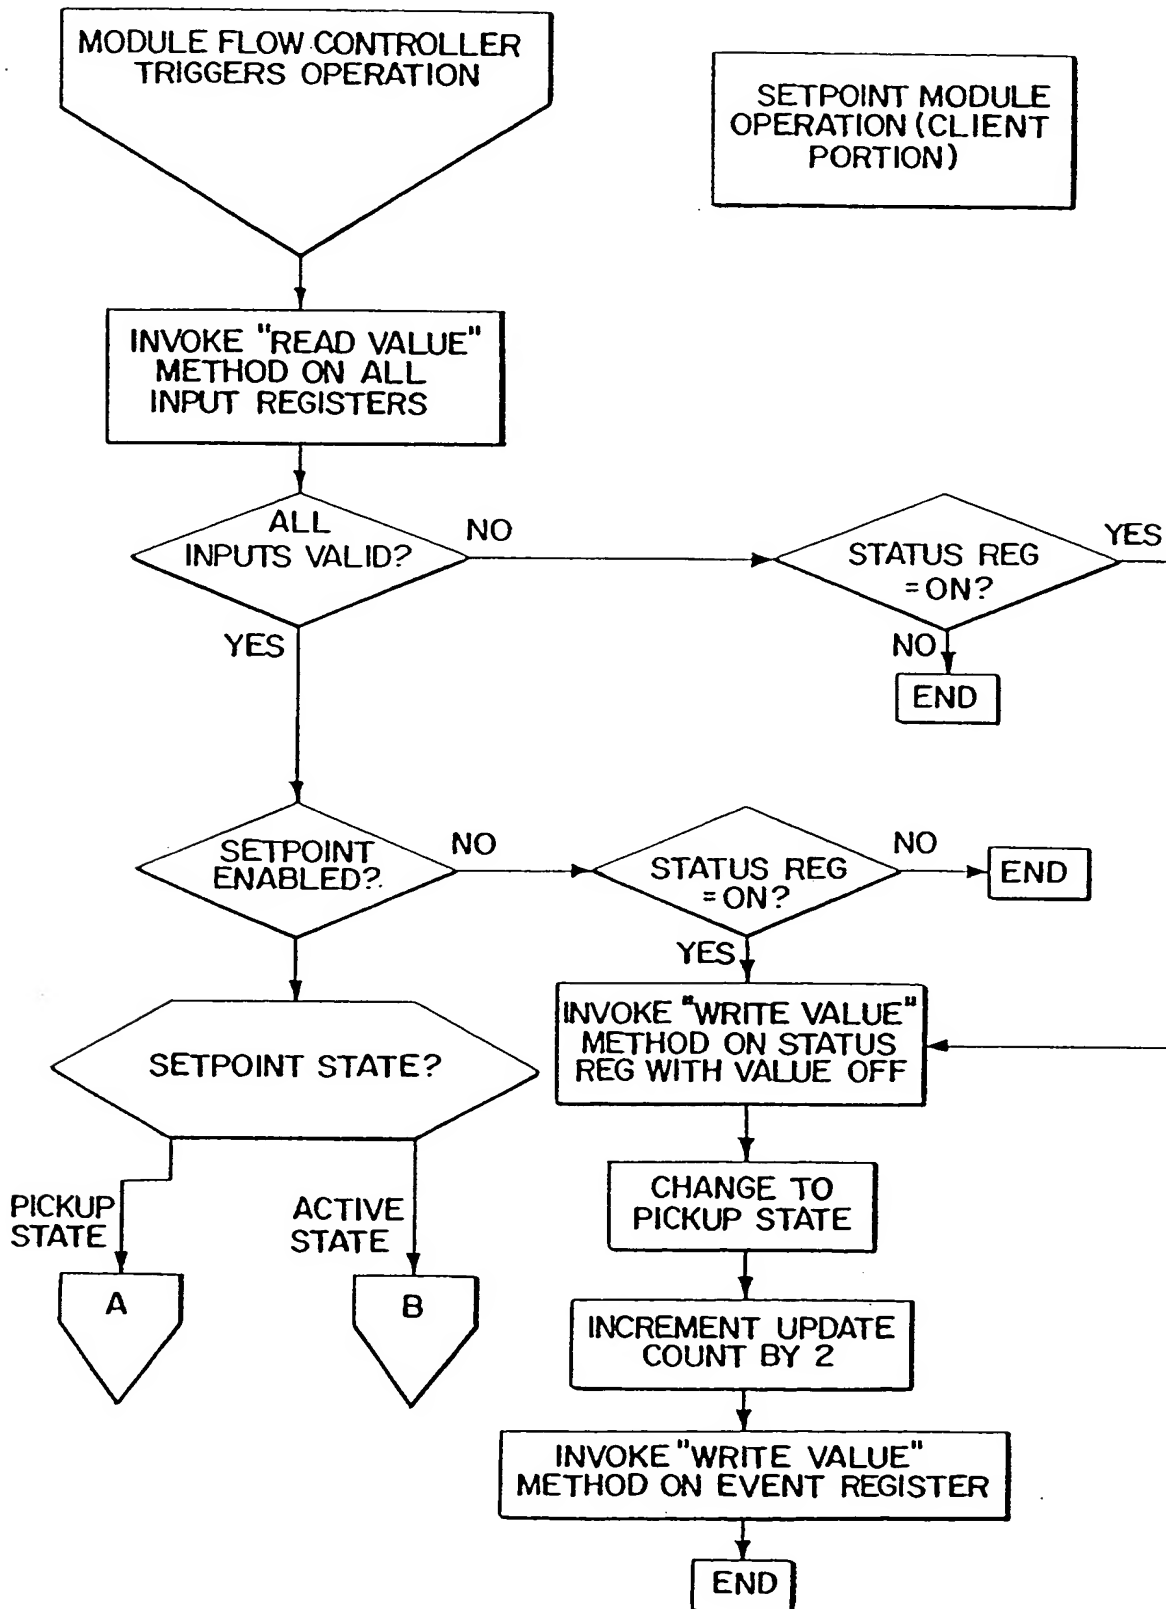 MODULE FLOW CONTROLLER
TRIGGERS OPERATION
SETPOINT MODULE
OPERATION (CLIENT
PORTION)
INVOKE "READ VALUE"
METHOD ON ALL
INPUT REGISTERS
ALL
INPUTS VALID?
NO
STATUS REG
=ON?
YES
YES
NO
END
SETPOINT
ENABLED?
NO
STATUS REG
=ON?
NO
END
YES
SETPOINT STATE?
INVOKE "WRITE VALUE"
METHOD ON STATUS
REG WITH VALUE OFF
PICKUP
STATE
ACTIVE
STATE
CHANGE TO
PICKUP STATE
A
B
INCREMENT UPDATE
COUNT BY 2
INVOKE "WRITE VALUE"
METHOD ON EVENT REGISTER
END